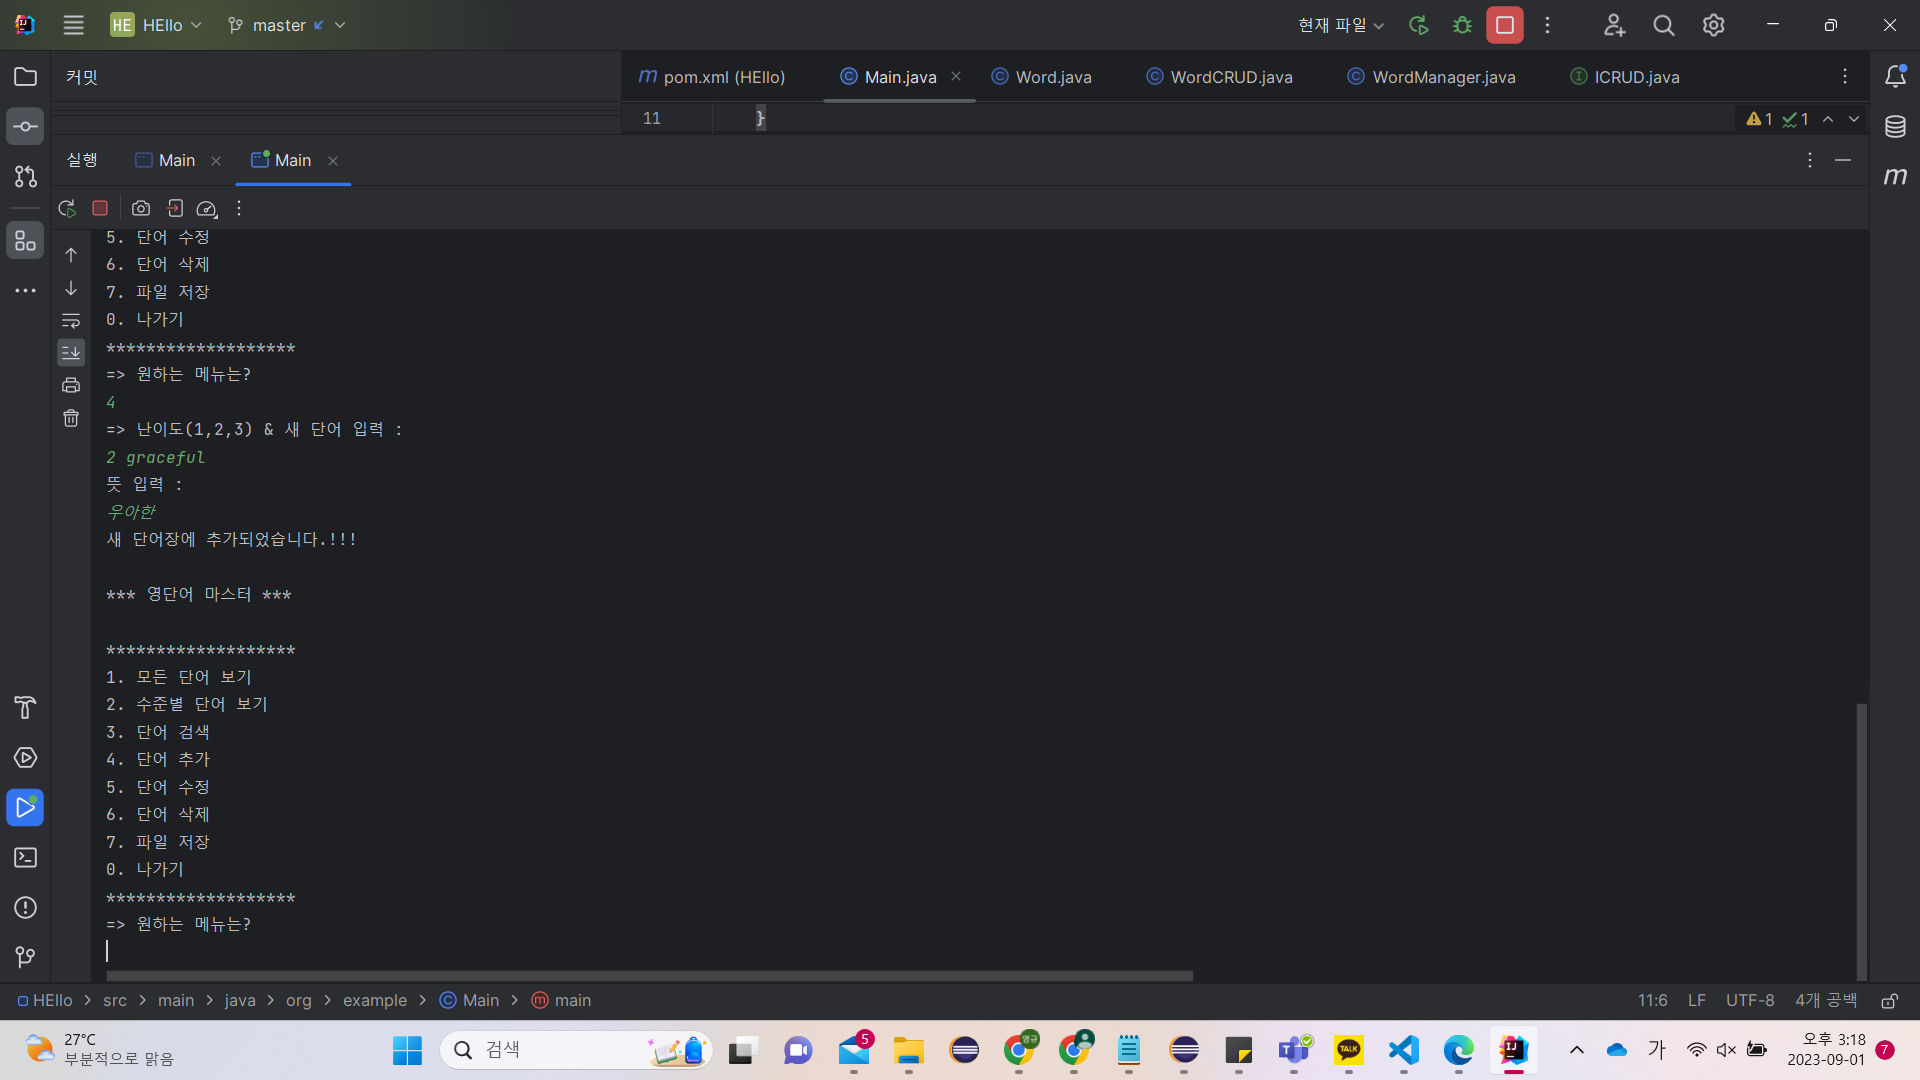 HE HEllo master 현재 파일
커밋
pom.xml (HEllo) Main.java Word.java WordCRUD.java WordManager.java ICRUD.java
11 } 1 1
실행 Main Main
5. 단어 수정
6. 단어 삭제
7. 파일 저장
0. 나가기
*******************
=> 원하는 메뉴는?
4
=> 난이도(1,2,3) & 새 단어 입력 :
2 graceful
뜻 입력 :
우아한
새 단어장에 추가되었습니다.!!!
*** 영단어 마스터 ***
*******************
1. 모든 단어 보기
2. 수준별 단어 보기
3. 단어 검색
4. 단어 추가
5. 단어 수정
6. 단어 삭제
7. 파일 저장
0. 나가기
*******************
=> 원하는 메뉴는?
HEllo > src > main > java > org > example > Main > main 11:6 LF UTF-8 4개 공백
27°C
부분적으로 맑음
검색
5
TALK
가
오후 3:18
2023-09-01
7